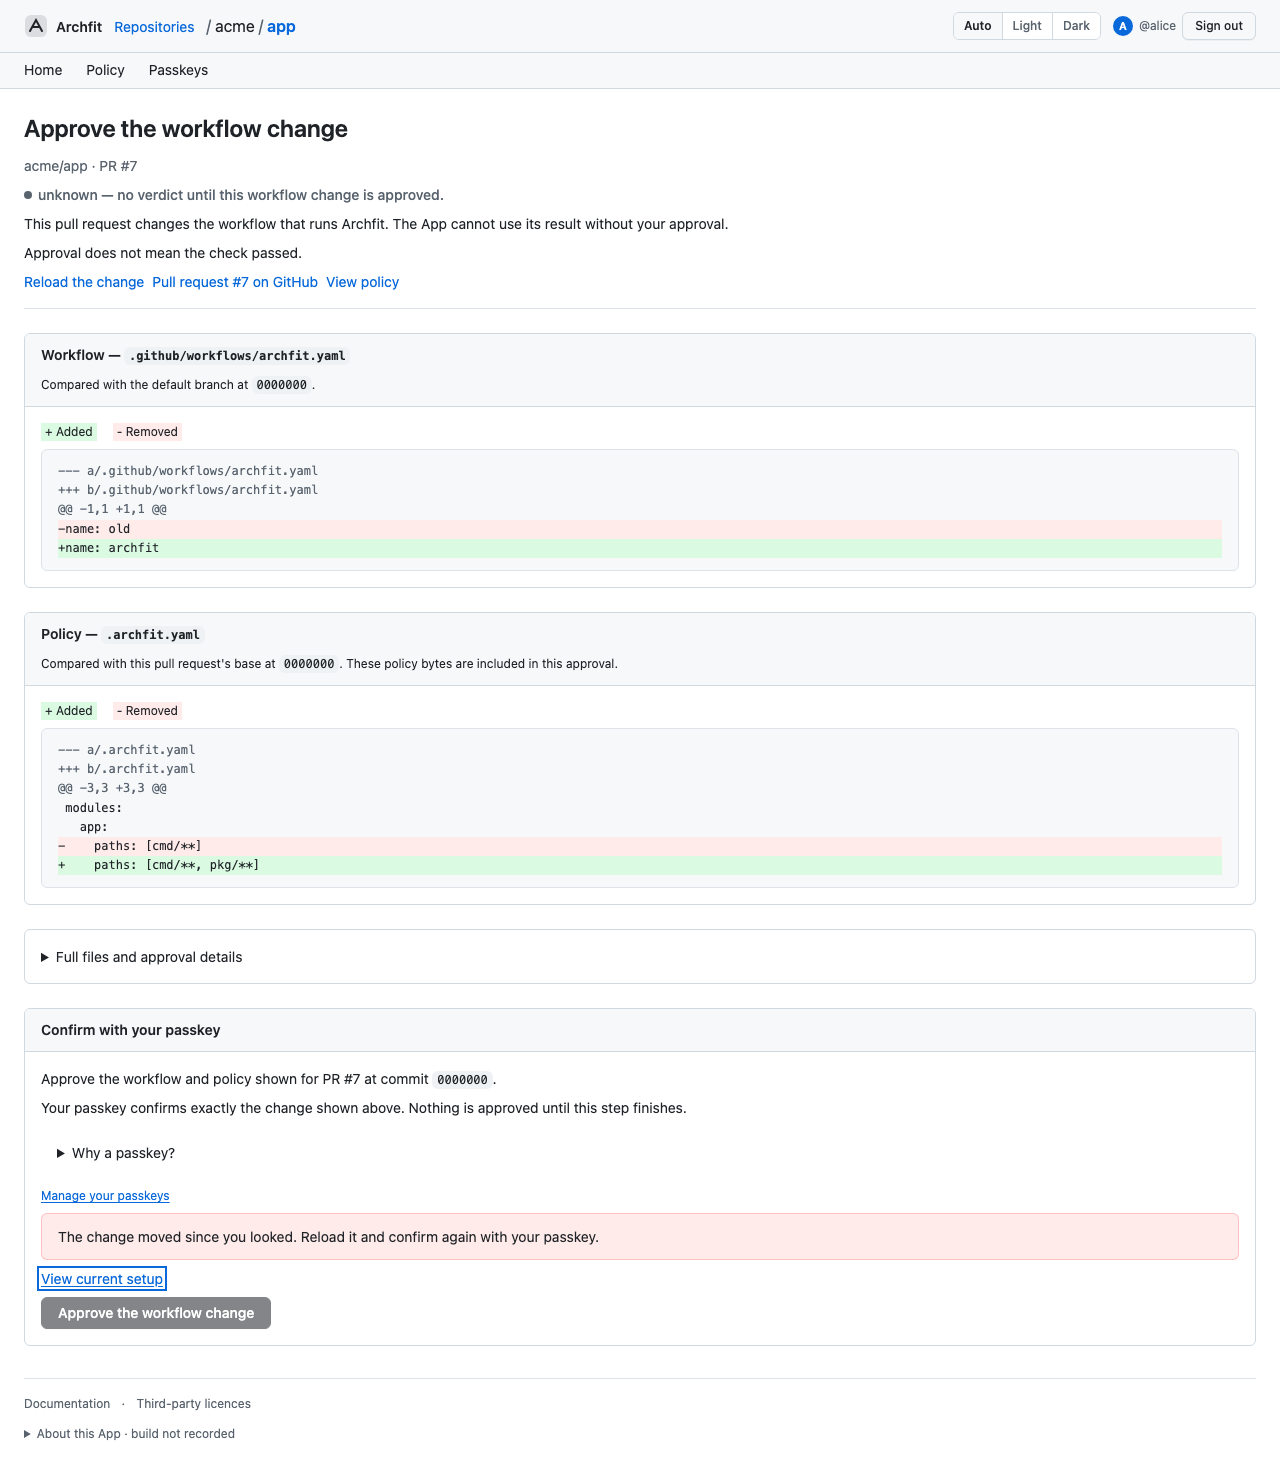 Archfit Repositories / acme / app Auto Light Dark A @alice Sign out
Home Policy Passkeys
Approve the workflow change
acme/app · PR #7
unknown — no verdict until this workflow change is approved.
This pull request changes the workflow that runs Archfit. The App cannot use its result without your approval.
Approval does not mean the check passed.
Reload the change Pull request #7 on GitHub View policy
Workflow — .github/workflows/archfit.yaml
Compared with the default branch at 0000000.
+ Added - Removed
--- a/.github/workflows/archfit.yaml
+++ b/.github/workflows/archfit.yaml
@@ -1,1 +1,1 @@
-name: old
+name: archfit
Policy — .archfit.yaml
Compared with this pull request's base at 0000000. These policy bytes are included in this approval.
+ Added - Removed
--- a/.archfit.yaml
+++ b/.archfit.yaml
@@ -3,3 +3,3 @@
 modules:
   app:
-    paths: [cmd/**]
+    paths: [cmd/**, pkg/**]
Full files and approval details
Confirm with your passkey
Approve the workflow and policy shown for PR #7 at commit 0000000.
Your passkey confirms exactly the change shown above. Nothing is approved until this step finishes.
Why a passkey?
Manage your passkeys
The change moved since you looked. Reload it and confirm again with your passkey.
View current setup
Approve the workflow change
Documentation · Third-party licences
About this App · build not recorded